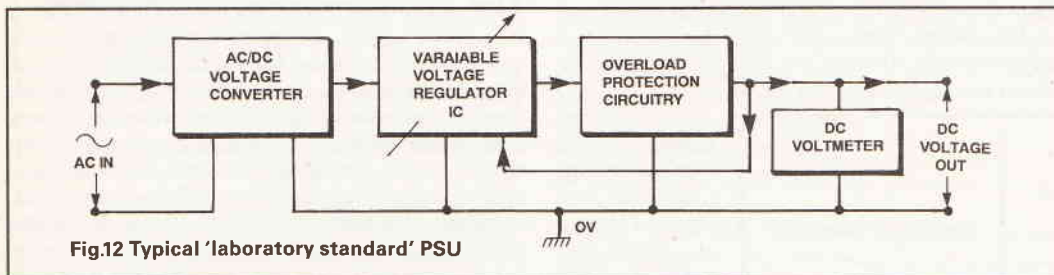 AC/DC
VOLTAGE
CONVERTER
VARAIABLE
VOLTAGE
REGULATOR
IC
OVERLOAD
PROTECTION
CIRCUITRY
AC IN
DC
VOLTMETER
DC
VOLTAGE
OUT
OV
Fig.12 Typical 'laboratory standard' PSU